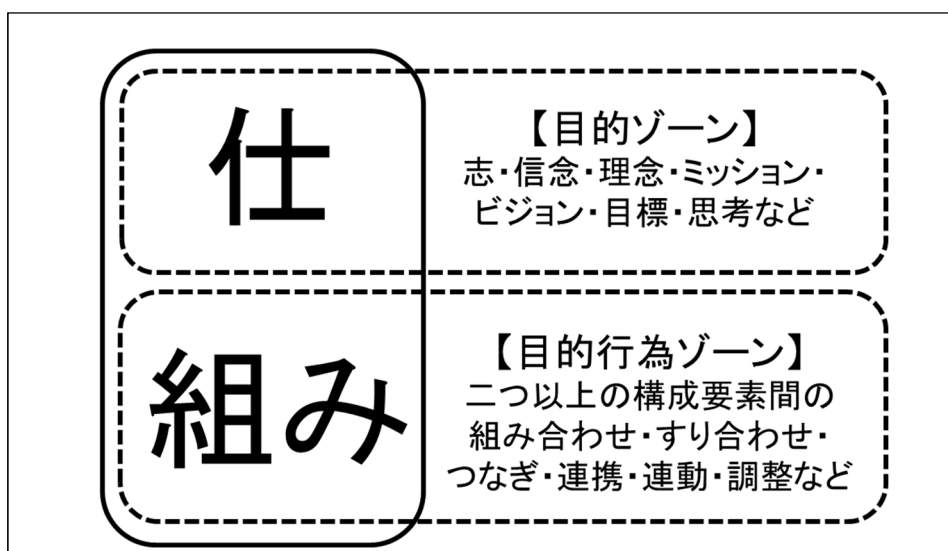 仕
【目的ゾーン】
志・信念・理念・ミッション・
ビジョン・目標・思考など
組み
【目的行為ゾーン】
二つ以上の構成要素間の
組み合わせ・すり合わせ・
つなぎ・連携・連動・調整など